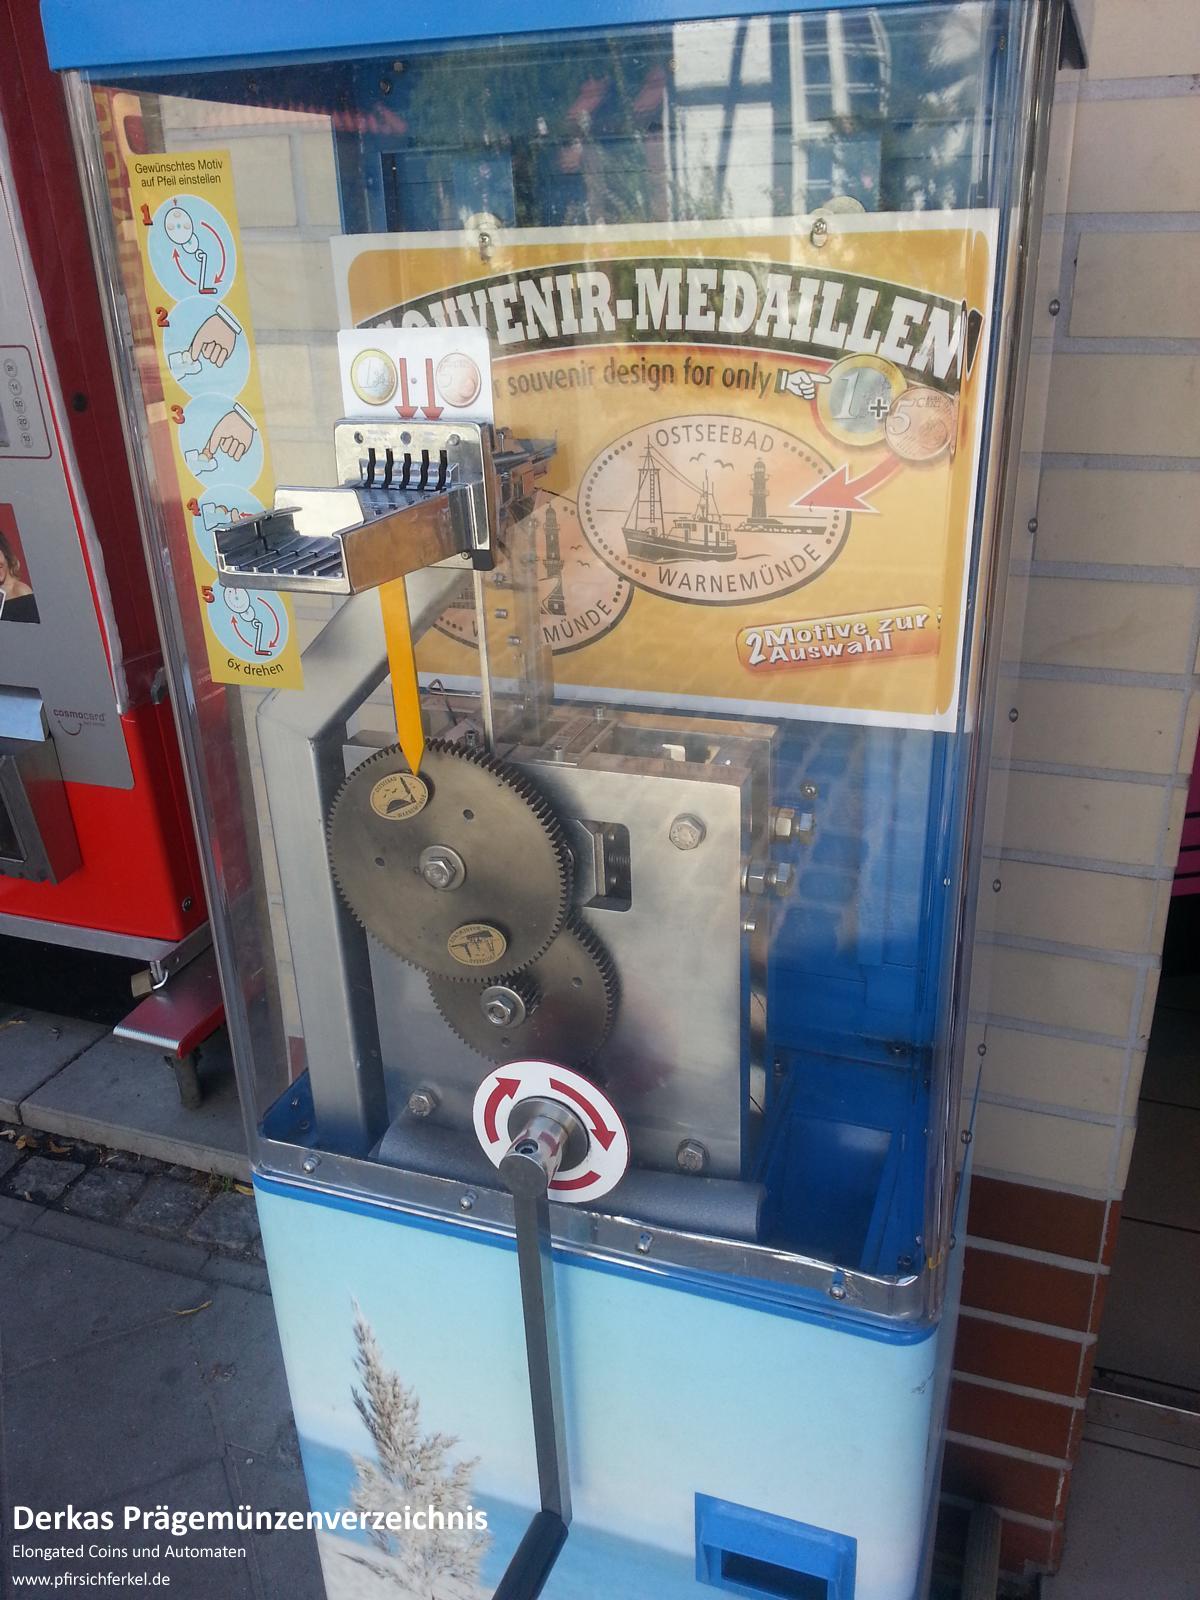 Gewünschtes Motiv
auf Pfeil einstellen
1
2
3
4
5
6x drehen
SOUVENIR-MEDAILLEN
r souvenir design for only
1 + 5
OSTSEEBAD
WARNEMÜNDE
MÜNDE
2 Motive zur
Auswahl
cosmocard
Derkas Prägemünzenverzeichnis
Elongated Coins und Automaten
www.pfirsichferkel.de